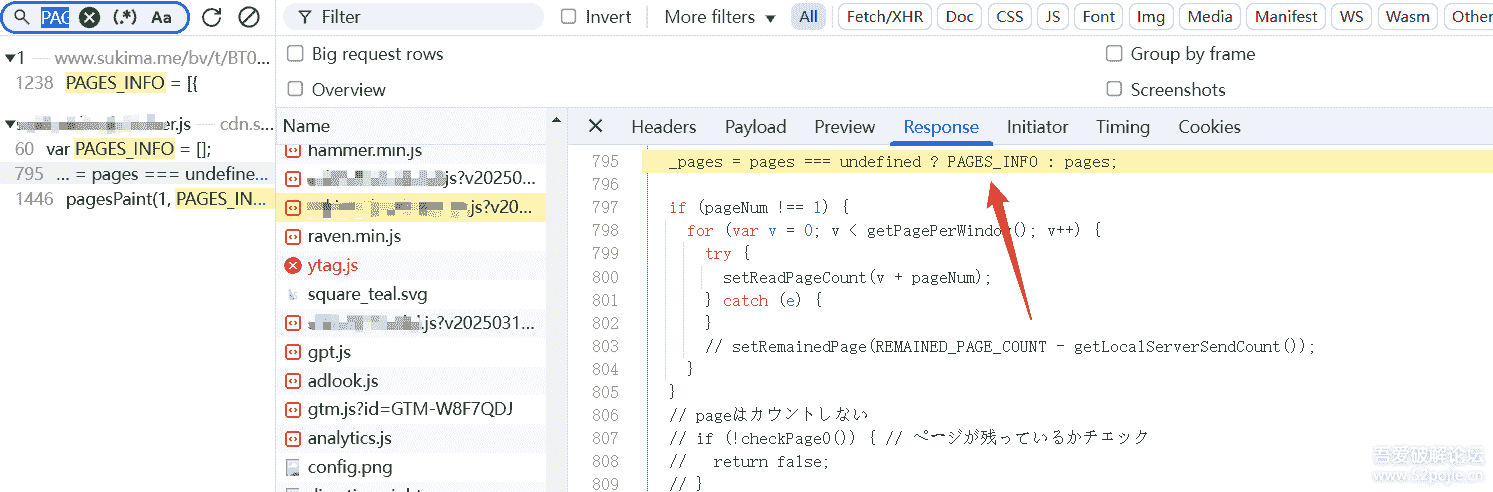 PAG
(.*)
Aa
Filter
Invert
More filters
All
Fetch/XHR
Doc
CSS
JS
Font
Img
Media
Manifest
WS
Wasm
Other
1 — www.sukima.me/bv/t/BT0...
1238 PAGES_INFO = [{
er.js — cdn.s...
60 var PAGES_INFO = [];
795 ... = pages === undefine...
1446 pagesPaint(1, PAGES_IN...
Big request rows
Group by frame
Overview
Screenshots
Name
hammer.min.js
js?v20250...
.js?v20...
raven.min.js
ytag.js
square_teal.svg
.js?v2025031...
gpt.js
adlook.js
gtm.js?id=GTM-W8F7QDJ
analytics.js
config.png
Headers
Payload
Preview
Response
Initiator
Timing
Cookies
795 _pages = pages === undefined ? PAGES_INFO : pages;
796
797 if (pageNum !== 1) {
798 for (var v = 0; v < getPagePerWindow(); v++) {
799 try {
800 setReadPageCount(v + pageNum);
801 } catch (e) {
802 }
803 // setRemainedPage(REMAINED_PAGE_COUNT - getLocalServerSendCount());
804 }
805 }
806 // pageはカウントしない
807 // if (!checkPage0()) { // ページが残っているかチェック
808 // return false;
809 // }
吾爱破解论坛
www.52pojie.cn